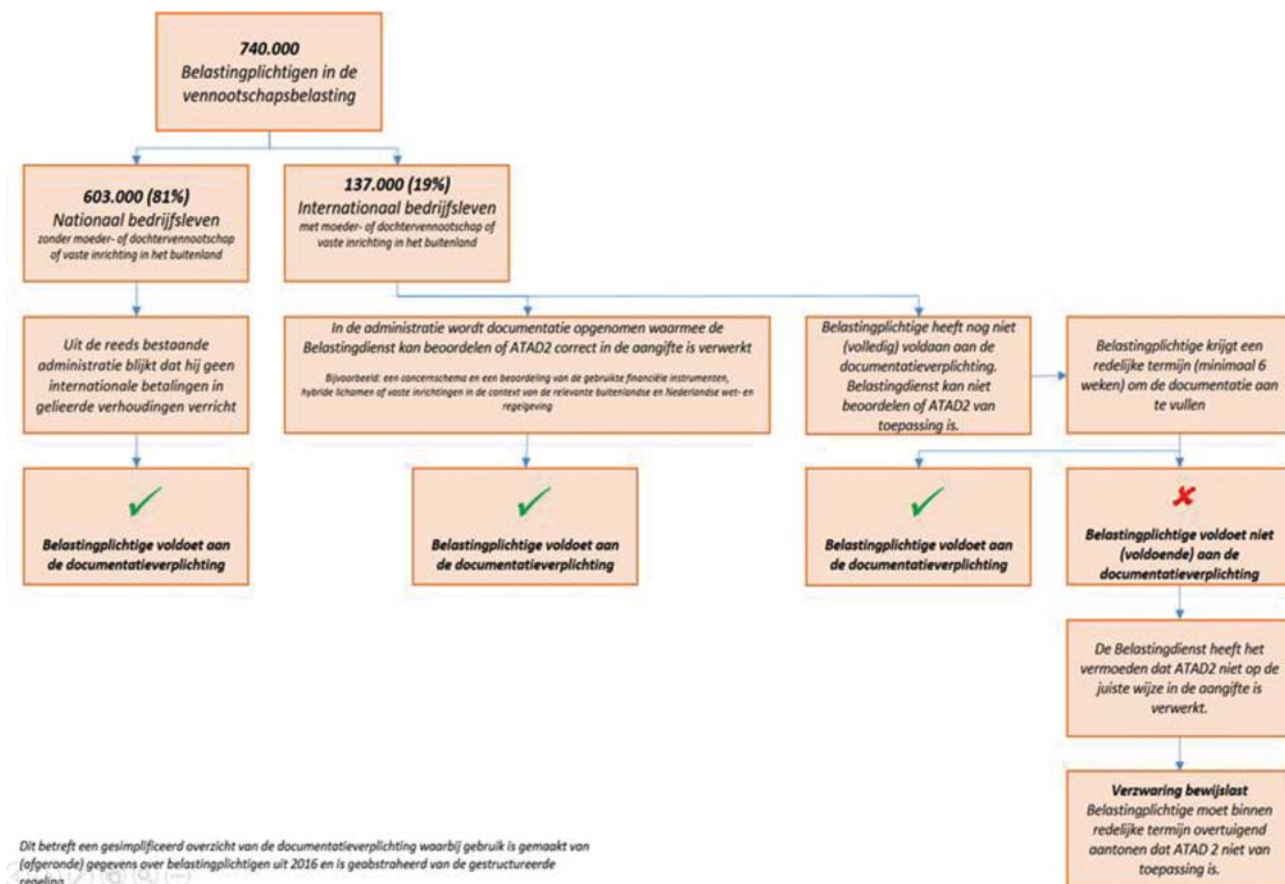 740.000
Belastingplichtigen in de
vennootschapsbelasting
603.000 (81%)
Nationaal bedrijfsleven
zonder moeder- of dochtervennootschap
of vaste inrichting in het buitenland
137.000 (19%)
Internationaal bedrijfsleven
met moeder- of dochtervennootschap of
vaste inrichting in het buitenland
Uit de reeds bestaande
administratie blijkt dat hij geen
internationale betalingen in
gelieerde verhoudingen verricht
In de administratie wordt documentatie opgenomen waarmee de
Belastingdienst kan beoordelen of ATAD2 correct in de aangifte is verwerkt
Bijvoorbeeld: een concernschema en een beoordeling van de gebruikte financiële instrumenten,
hybride lichamen of vaste inrichtingen in de context van de relevante buitenlandse en Nederlandse wet- en
regelgeving
Belastingplichtige heeft nog niet
(volledig) voldaan aan de
documentatieverplichting.
Belastingdienst kan niet
beoordelen of ATAD2 van
toepassing is.
Belastingplichtige krijgt een
redelijke termijn (minimaal 6
weken) om de documentatie aan
te vullen
Belastingplichtige voldoet aan
de documentatieverplichting
Belastingplichtige voldoet aan
de documentatieverplichting
Belastingplichtige voldoet aan
de documentatieverplichting
Belastingplichtige voldoet niet
(voldoende) aan de
documentatieverplichting
De Belastingdienst heeft het
vermoeden dat ATAD2 niet op de
juiste wijze in de aangifte is
verwerkt.
Verzwaring bewijslast
Belastingplichtige moet binnen
redelijke termijn overtuigend
aantonen dat ATAD 2 niet van
toepassing is.
Dit betreft een gesimplificeerd overzicht van de documentatieverplichting waarbij gebruik is gemaakt van
(afgeronde) gegevens over belastingplichtigen uit 2016 en is geabstraheerd van de gestructureerde
regeling